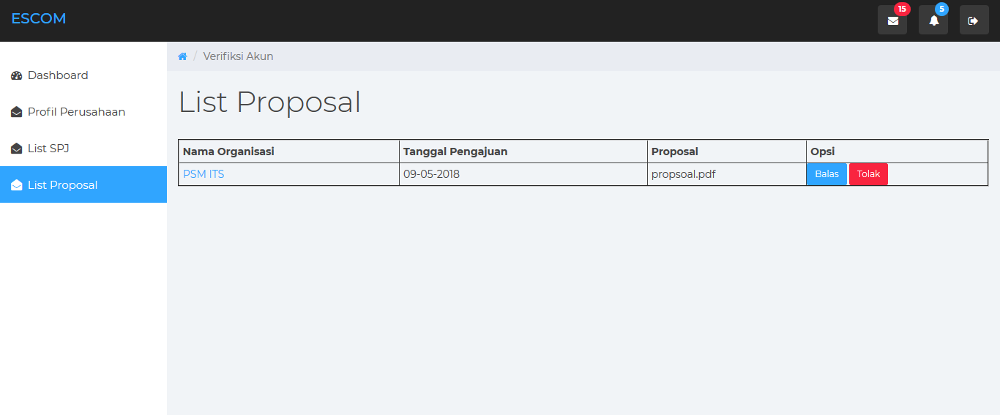 ESCOM
15
5
/ Verifiksi Akun
Dashboard
Profil Perusahaan
List SPJ
List Proposal
List Proposal
Nama Organisasi Tanggal Pengajuan Proposal Opsi
PSM ITS 09-05-2018 propsoal.pdf Balas Tolak